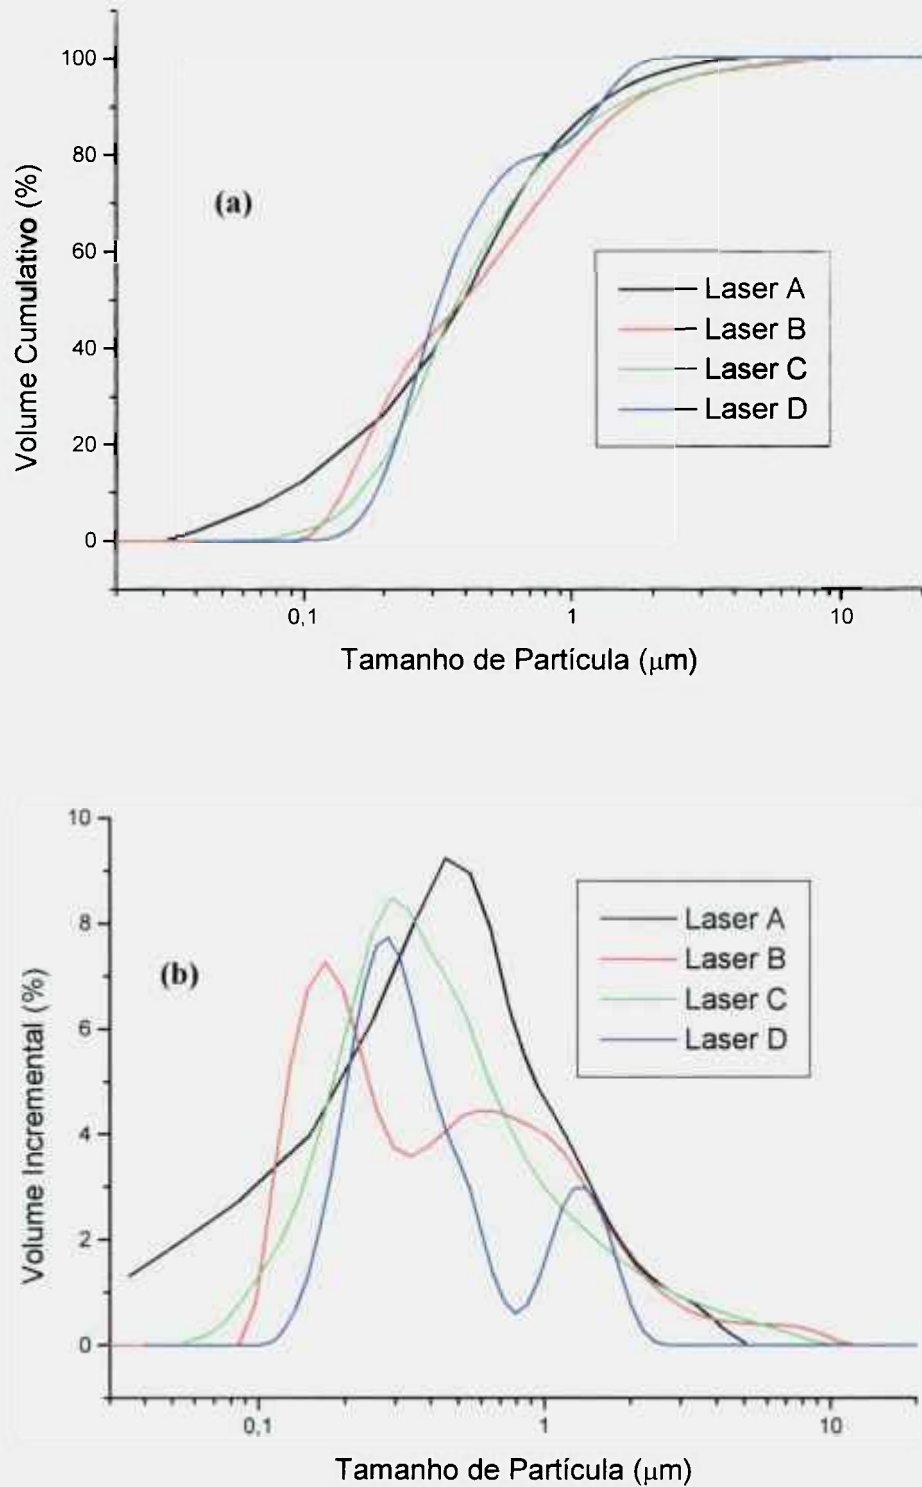 100
80
60
40
20
0
Volume Cumulativo (%)
(a)
Laser A
Laser B
Laser C
Laser D
0,1
1
10
Tamanho de Partícula (μm)
10
8
6
4
2
0
Volume Incremental (%)
(b)
Laser A
Laser B
Laser C
Laser D
0,1
1
10
Tamanho de Partícula (μm)